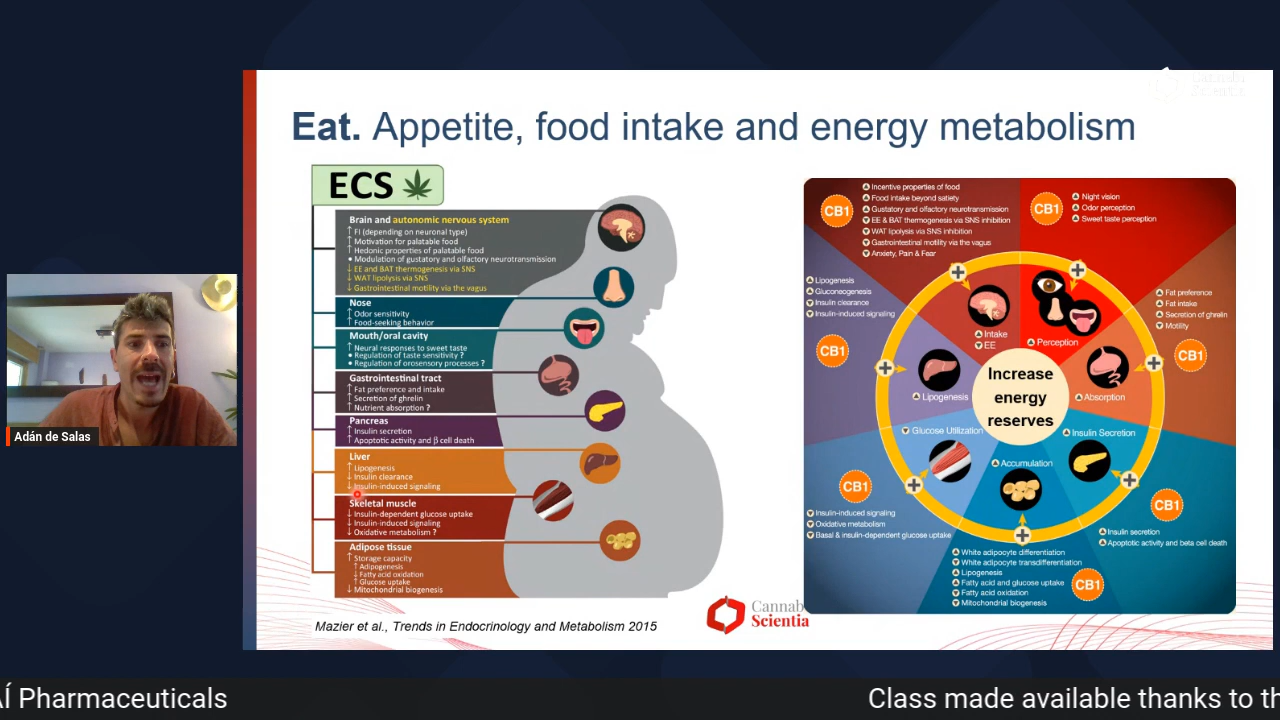 Eat. Appetite, food intake and energy metabolism
Cannab
Scientia
ECS
Brain and autonomic nervous system
↑ FI (depending on neuronal type)
↑ Motivation for palatable food
↑ Hedonic properties of palatable food
• Modulation of gustatory and olfactory neurotransmission
↓ EE and BAT thermogenesis via SNS
↓ WAT lipolysis via SNS
↓ Gastrointestinal motility via the vagus
Nose
↑ Odor sensitivity
↑ Food-seeking behavior
Mouth/oral cavity
↑ Neural responses to sweet taste
• Regulation of taste sensitivity ?
• Regulation of orosensory processes ?
Gastrointestinal tract
↑ Fat preference and intake
↑ Secretion of ghrelin
↑ Nutrient absorption ?
Pancreas
↑ Insulin secretion
↑ Apoptotic activity and β cell death
Liver
↑ Lipogenesis
↓ Insulin clearance
↓ Insulin-induced signaling
Skeletal muscle
↓ Insulin-dependent glucose uptake
↓ Insulin-induced signaling
↓ Oxidative metabolism ?
Adipose tissue
↑ Storage capacity
↑ Adipogenesis
↓ Fatty acid oxidation
↑ Glucose uptake
↓ Mitochondrial biogenesis
Mazier et al., Trends in Endocrinology and Metabolism 2015
Cannab
Scientia
CB1
Incentive properties of food
Food intake beyond satiety
Gustatory and olfactory neurotransmission
EE & BAT thermogenesis via SNS inhibition
WAT lipolysis via SNS inhibition
Gastrointestinal motility via the vagus
Anxiety, Pain & Fear
CB1
Night vision
Odor perception
Sweet taste perception
Lipogenesis
Gluconeogenesis
Insulin clearance
Insulin-induced signaling
CB1
Fat preference
Fat intake
Secretion of ghrelin
Motility
CB1
Intake
EE
Perception
Lipogenesis
Absorption
Increase
energy
reserves
Glucose Utilization
Insulin Secretion
Accumulation
CB1
Insulin-induced signaling
Oxidative metabolism
Basal & insulin-dependent glucose uptake
CB1
Insulin secretion
Apoptotic activity and beta cell death
White adipocyte differentiation
White adipocyte transdifferentiation
Lipogenesis
Fatty acid and glucose uptake
Fatty acid oxidation
Mitochondrial biogenesis
CB1
Adán de Salas
AÍ Pharmaceuticals
Class made available thanks to th